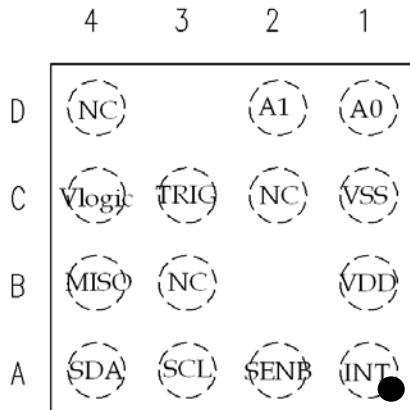 4 3 2 1
D NC A1 A0
C Vlogic TRIG NC VSS
B MISO NC VDD
A SDA SCL SENB INT